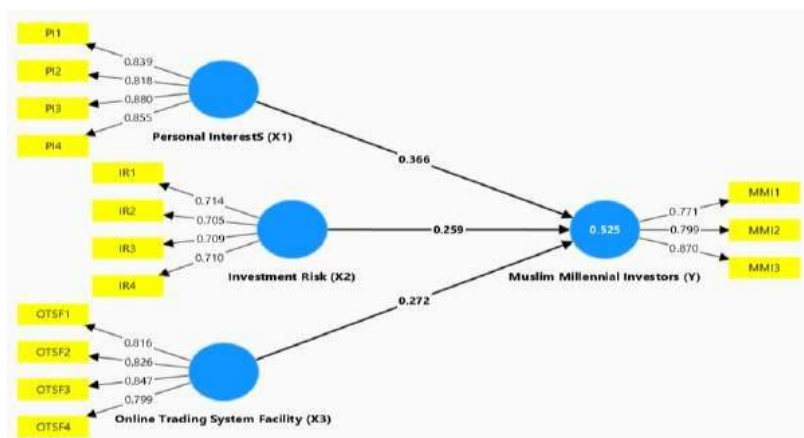 PI1
0.839
PI2
0.818
PI3
0.880
PI4
0.855
Personal InterestS (X1)
0.366
IR1
0.714
IR2
0.705
IR3
0.709
IR4
0.710
Investment Risk (X2)
0.259
0.525
Muslim Millennial Investors (Y)
0.771
MMI1
0.799
MMI2
0.870
MMI3
OTSF1
0.816
OTSF2
0.826
OTSF3
0.847
OTSF4
0.799
0.272
Online Trading System Facility (X3)